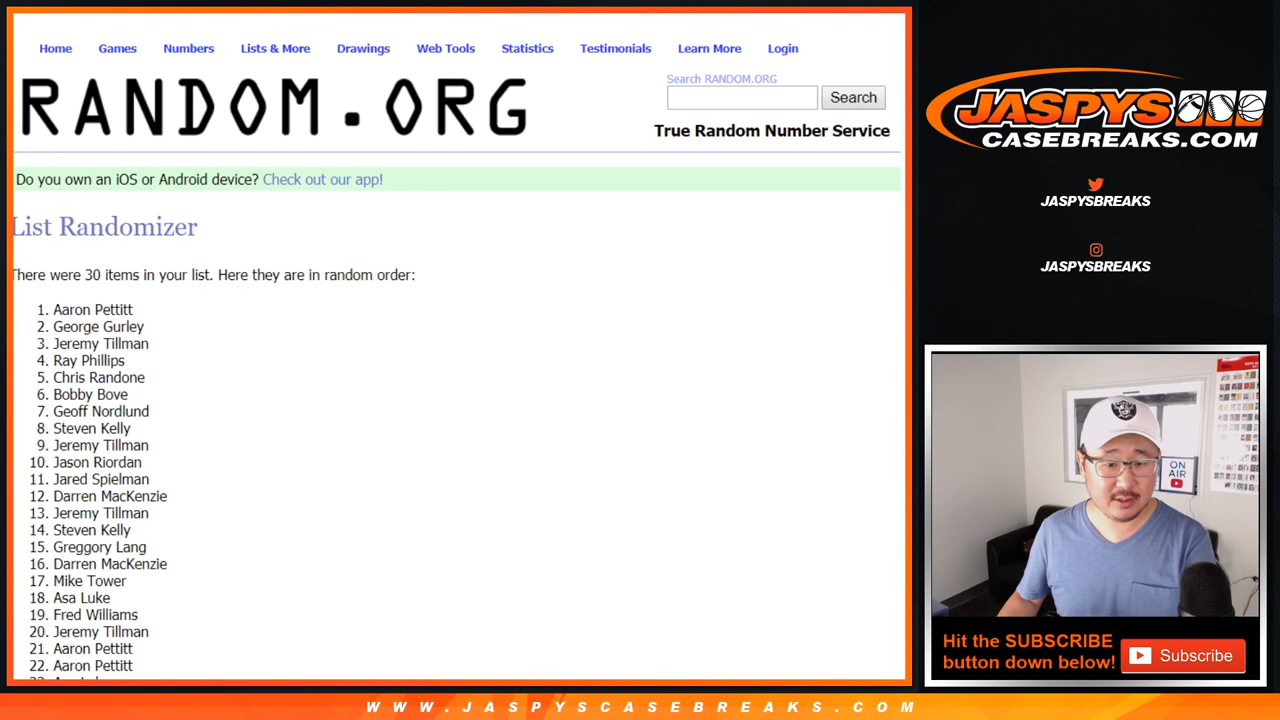 Home Games Numbers Lists & More Drawings Web Tools Statistics Testimonials Learn More Login
RANDOM.ORG
Search RANDOM.ORG
Search
True Random Number Service
Do you own an iOS or Android device? Check out our app!
List Randomizer
There were 30 items in your list. Here they are in random order:
1. Aaron Pettitt
2. George Gurley
3. Jeremy Tillman
4. Ray Phillips
5. Chris Randone
6. Bobby Bove
7. Geoff Nordlund
8. Steven Kelly
9. Jeremy Tillman
10. Jason Riordan
11. Jared Spielman
12. Darren MacKenzie
13. Jeremy Tillman
14. Steven Kelly
15. Greggory Lang
16. Darren MacKenzie
17. Mike Tower
18. Asa Luke
19. Fred Williams
20. Jeremy Tillman
21. Aaron Pettitt
22. Aaron Pettitt
JASPYS
CASEBREAKS.COM
JASPYSBREAKS
JASPYSBREAKS
ON
AIR
Hit the SUBSCRIBE
button down below!
Subscribe
WWW.JASPYSCASEBREAKS.COM